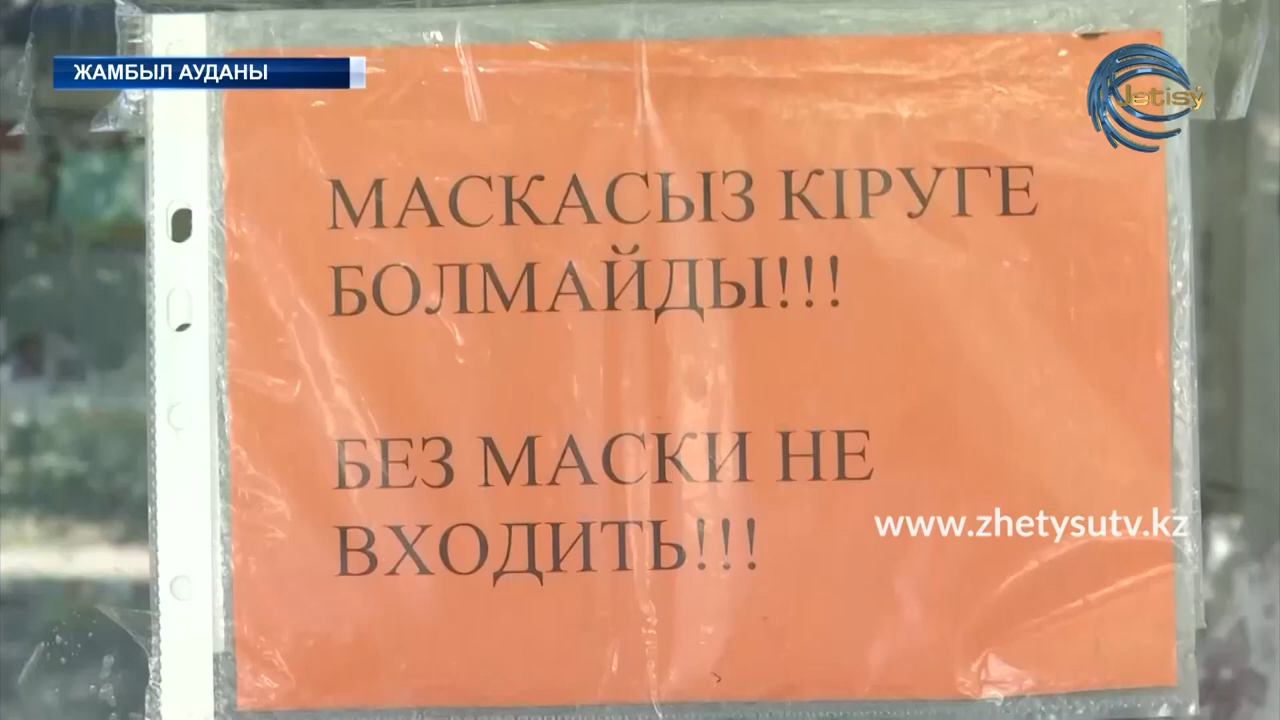 ЖАМБЫЛ АУДАНЫ
Jetisý
МАСКАСЫЗ КІРУГЕ
БОЛМАЙДЫ!!!
БЕЗ МАСКИ НЕ
ВХОДИТЬ!!!
www.zhetysutv.kz